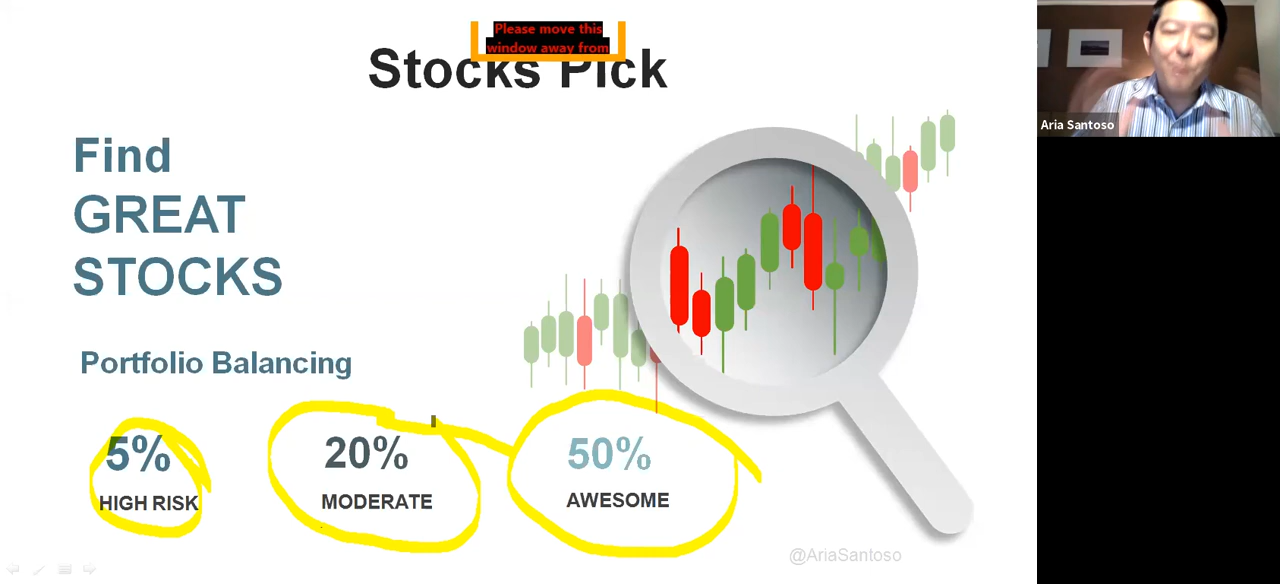 Please move this
window away from
Stocks Pick
Aria Santoso
Find
GREAT
STOCKS
Portfolio Balancing
5%
HIGH RISK
20%
MODERATE
50%
AWESOME
@AriaSantoso